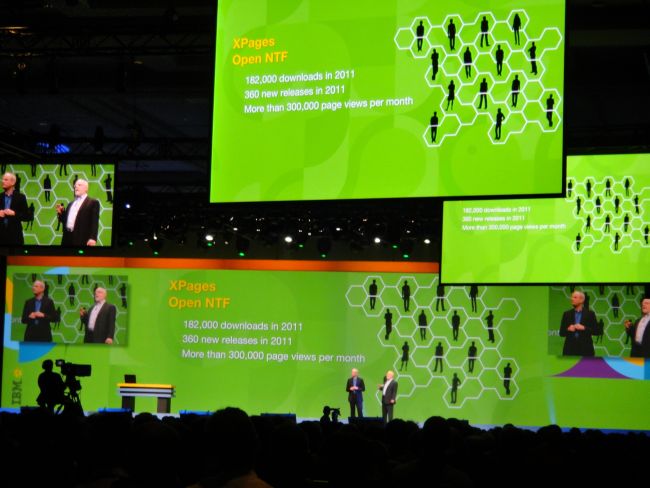 XPages
Open NTF
182,000 downloads in 2011
360 new releases in 2011
More than 300,000 page views per month
182,000 downloads in 2011
360 new releases in 2011
More than 300,000 page views per month
XPages
Open NTF
182,000 downloads in 2011
360 new releases in 2011
More than 300,000 page views per month
IBM